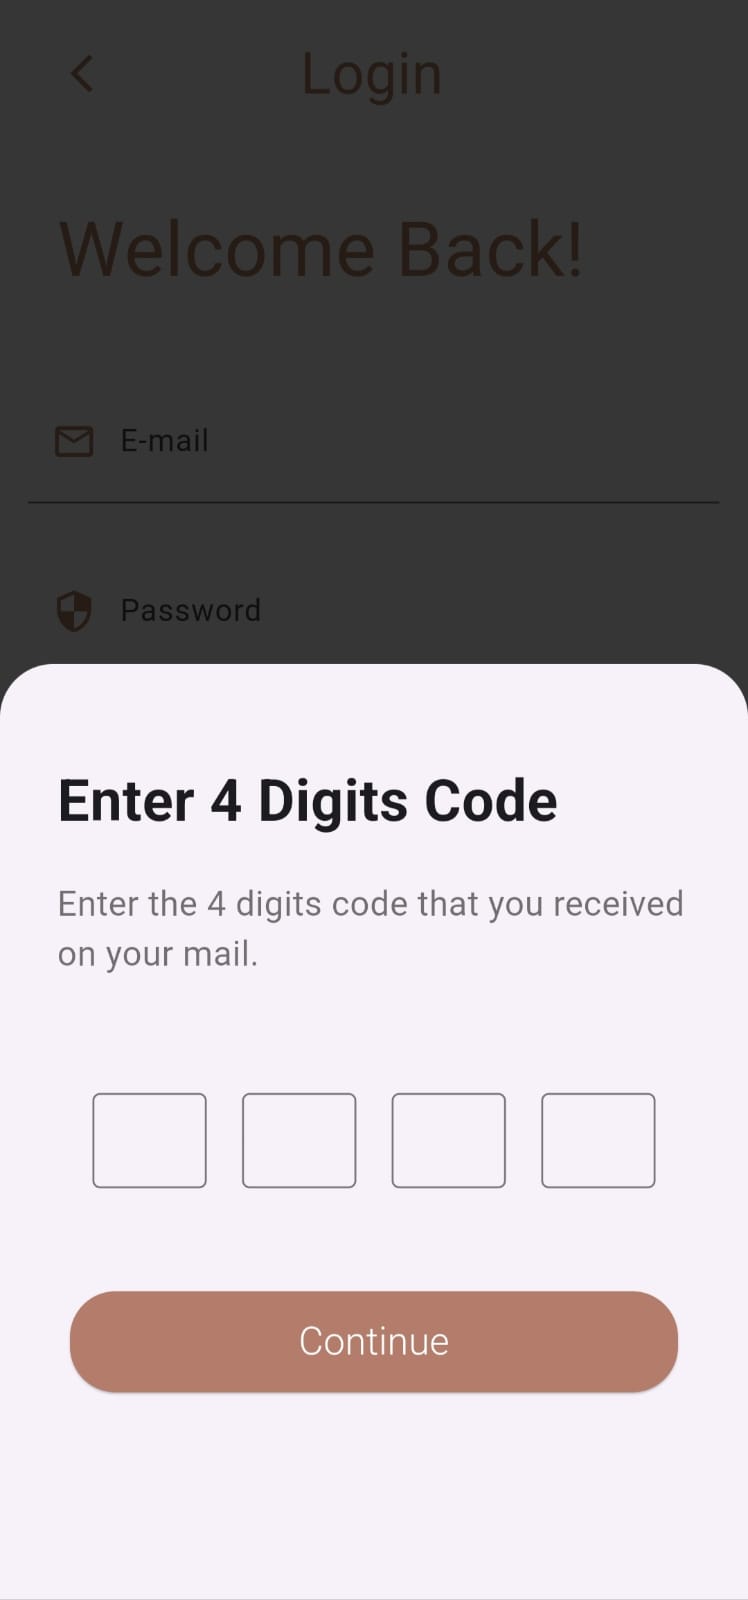 Login
Welcome Back!
E-mail
Password
Enter 4 Digits Code
Enter the 4 digits code that you received
on your mail.
Continue